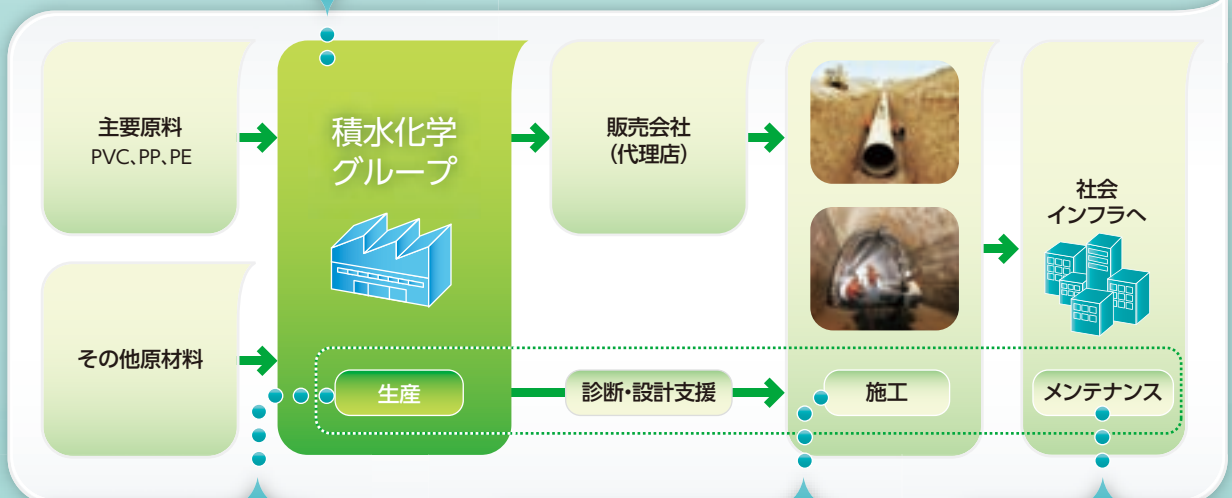 主要原料
PVC、PP、PE
その他原材料
積水化学
グループ
販売会社
(代理店)
社会
インフラへ
生産
診断・設計支援
施工
メンテナンス